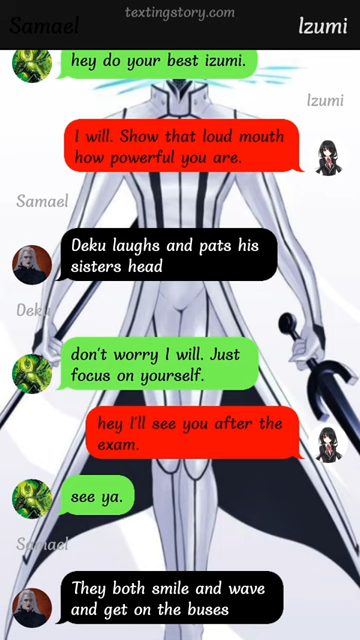 textingstory.com
Samael
Izumi
hey do your best izumi.
Izumi
I will. Show that loud mouth
how powerful you are.
Samael
Deku laughs and pats his
sisters head
Deku
don't worry I will. Just
focus on yourself.
hey I'll see you after the
exam.
see ya.
Samael
They both smile and wave
and get on the buses